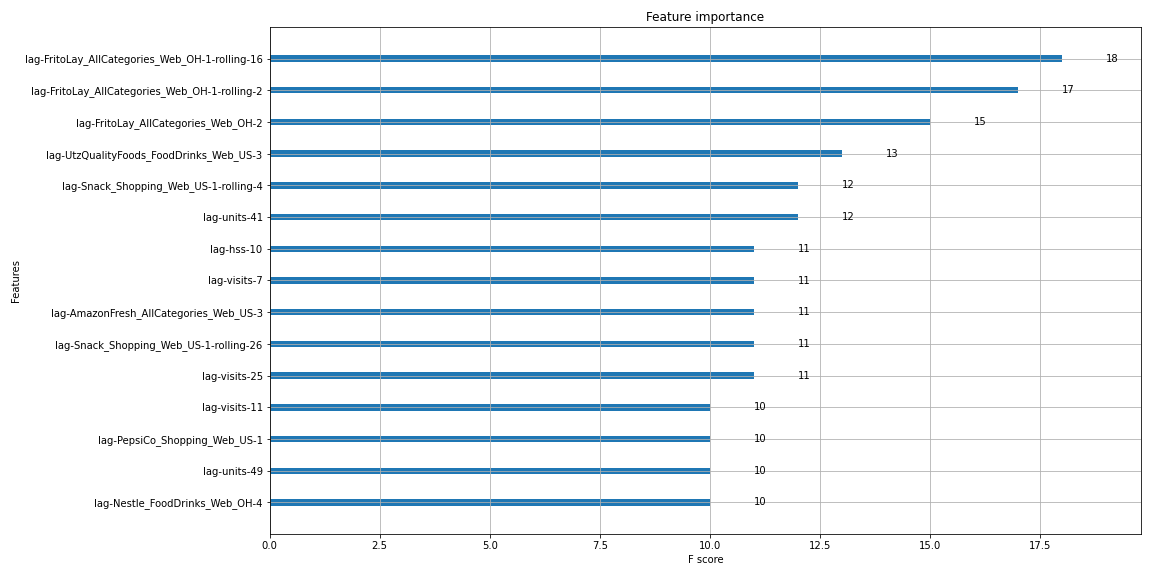 Feature importance
lag-FritoLay_AllCategories_Web_OH-1-rolling-16 18
lag-FritoLay_AllCategories_Web_OH-1-rolling-2 17
lag-FritoLay_AllCategories_Web_OH-2 15
lag-UtzQualityFoods_FoodDrinks_Web_US-3 13
lag-Snack_Shopping_Web_US-1-rolling-4 12
lag-units-41 12
lag-hss-10 11
lag-visits-7 11
lag-AmazonFresh_AllCategories_Web_US-3 11
lag-Snack_Shopping_Web_US-1-rolling-26 11
lag-visits-25 11
lag-visits-11 10
lag-PepsiCo_Shopping_Web_US-1 10
lag-units-49 10
lag-Nestle_FoodDrinks_Web_OH-4 10
Features
0.0 2.5 5.0 7.5 10.0 12.5 15.0 17.5
F score